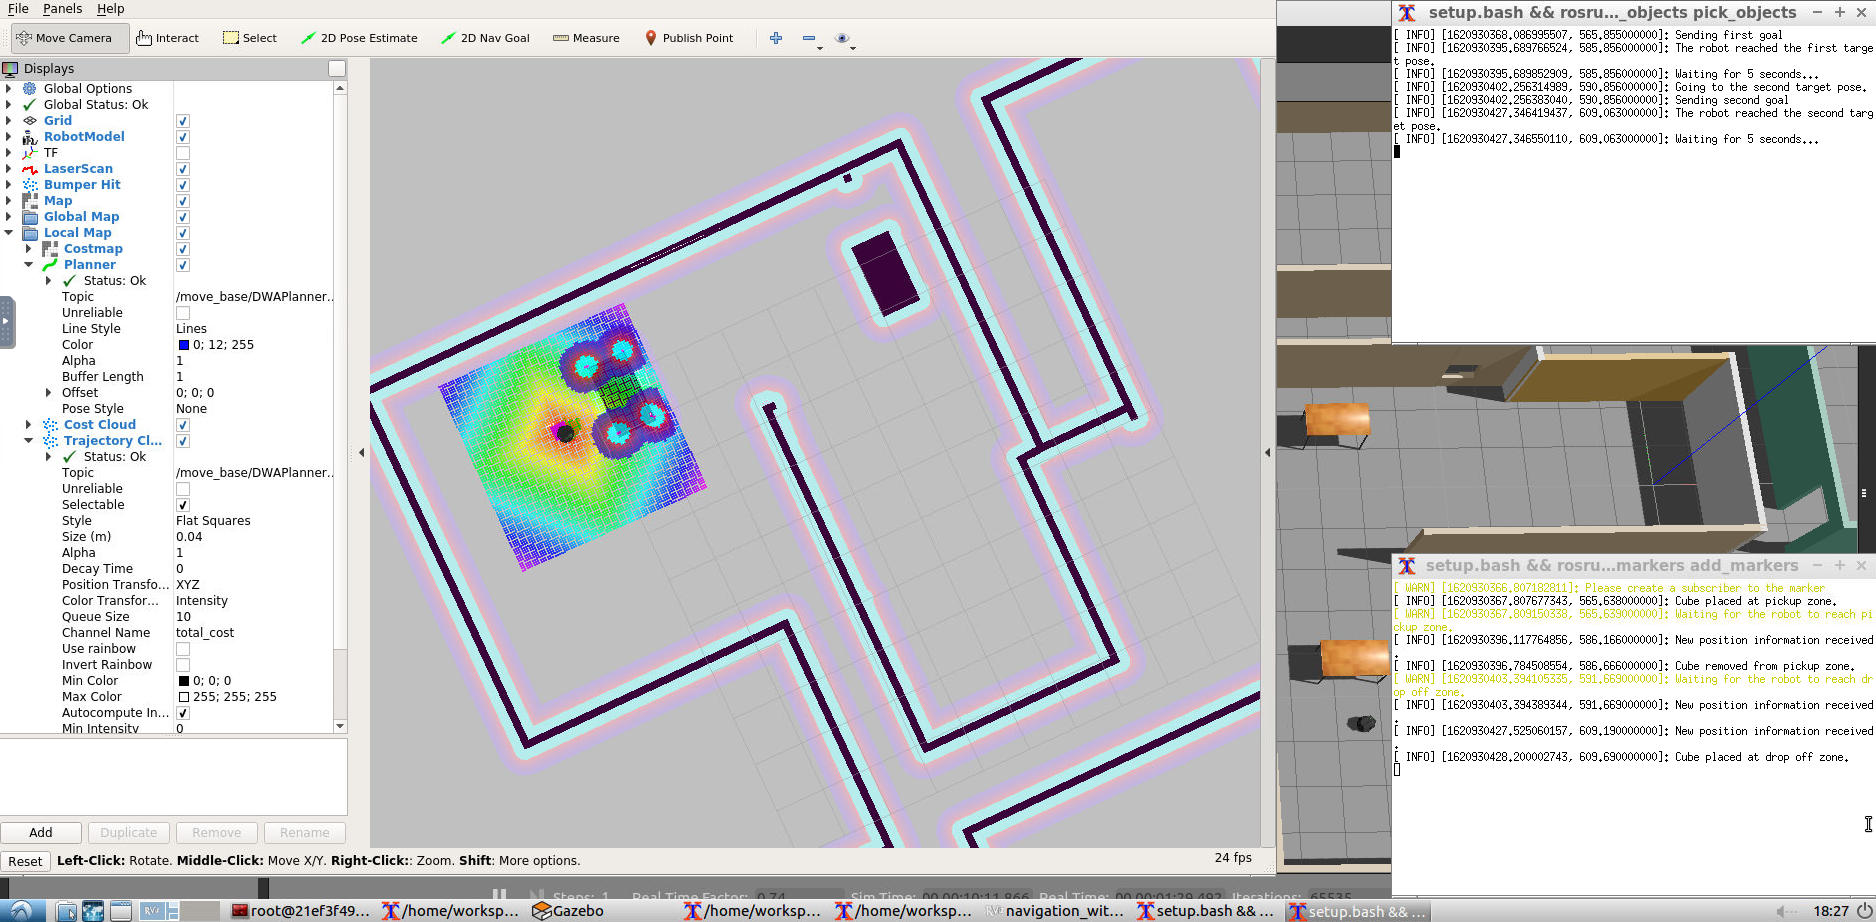 File Panels Help
Move Camera Interact Select 2D Pose Estimate 2D Nav Goal Measure Publish Point
Displays
Global Options
Global Status: Ok
Grid
RobotModel
TF
LaserScan
Bumper Hit
Map
Global Map
Local Map
Costmap
Planner
Status: Ok
Topic /move_base/DWAPlanner...
Unreliable
Line Style Lines
Color 0; 12; 255
Alpha 1
Buffer Length 1
Offset 0; 0; 0
Pose Style None
Cost Cloud
Trajectory Cl...
Status: Ok
Topic /move_base/DWAPlanner...
Unreliable
Selectable
Style Flat Squares
Size (m) 0.04
Alpha 1
Decay Time 0
Position Transfo... XYZ
Color Transfor... Intensity
Queue Size 10
Channel Name total_cost
Use rainbow
Invert Rainbow
Min Color 0; 0; 0
Max Color 255; 255; 255
Autocompute In...
Min Intensity 0
Add Duplicate Remove Rename
Reset Left-Click: Rotate. Middle-Click: Move X/Y. Right-Click:: Zoom. Shift: More options. 24 fps
setup.bash && rosru..._objects pick_objects
[ INFO] [1620930368.086995507, 565.855000000]: Sending first goal
[ INFO] [1620930395.689766524, 585.856000000]: The robot reached the first targe
t pose.
[ INFO] [1620930395.689852909, 585.856000000]: Waiting for 5 seconds...
[ INFO] [1620930402.256314989, 590.856000000]: Going to the second target pose.
[ INFO] [1620930402.256383040, 590.856000000]: Sending second goal
[ INFO] [1620930427.346419437, 609.063000000]: The robot reached the second targ
et pose.
[ INFO] [1620930427.346550110, 609.063000000]: Waiting for 5 seconds...
setup.bash && rosru...markers add_markers
[ WARN] [1620930366.807182811]: Please create a subscriber to the marker
[ INFO] [1620930367.807677343, 565.638000000]: Cube placed at pickup zone.
[ WARN] [1620930367.808150338, 565.639000000]: Waiting for the robot to reach pi
ckup zone.
[ INFO] [1620930396.117764856, 586.166000000]: New position information received
.
[ INFO] [1620930396.784508554, 586.666000000]: Cube removed from pickup zone.
[ WARN] [1620930403.394105335, 591.669000000]: Waiting for the robot to reach dr
op off zone.
[ INFO] [1620930403.394389344, 591.669000000]: New position information received
.
[ INFO] [1620930427.525060157, 609.190000000]: New position information received
.
[ INFO] [1620930428.200002743, 609.690000000]: Cube placed at drop off zone.
Steps: 1 Real Time Factor: 0.74 Sim Time: 00 00:10:11.866 Real Time: 00 00:01:29.492 Iterations: 65535
root@21ef3f49... /home/worksp... Gazebo /home/worksp... /home/worksp... RViz navigation_wit... setup.bash && ... setup.bash && ... 18:27